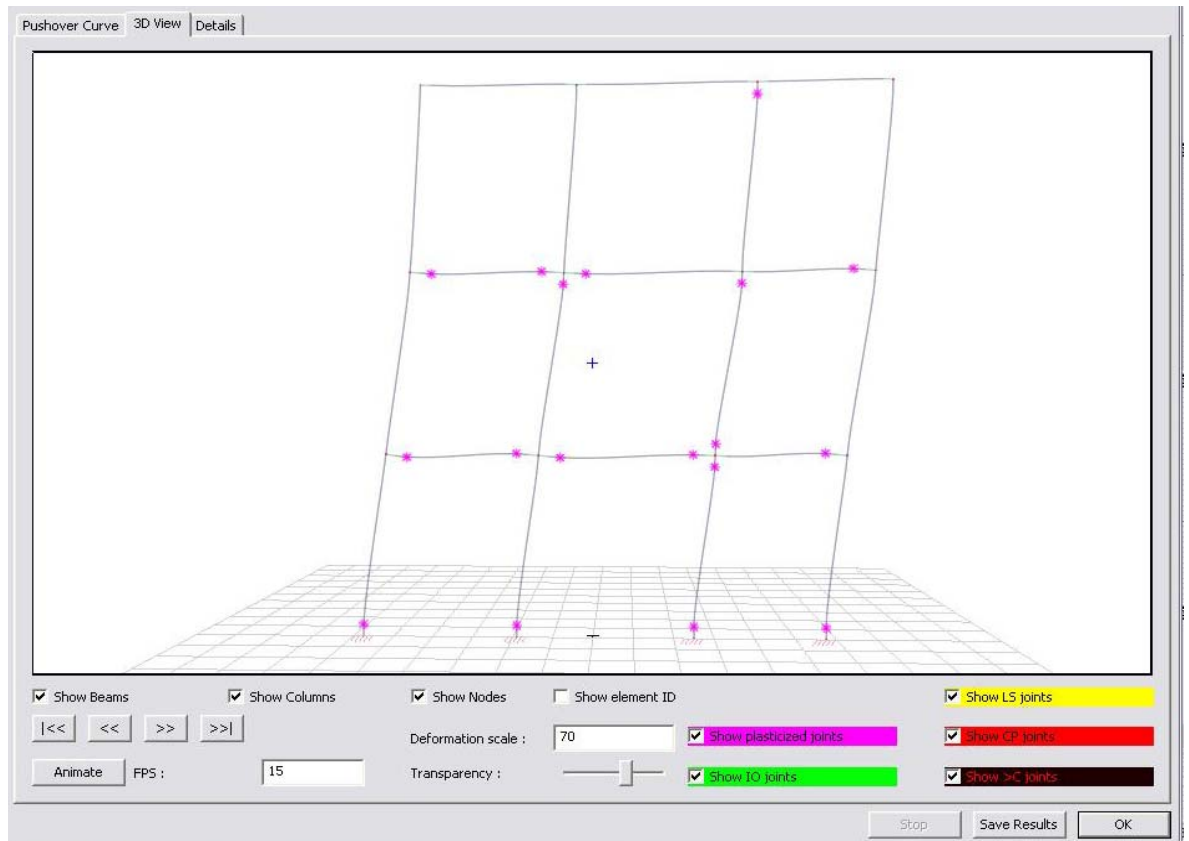 Pushover Curve 3D View Details
Show Beams Show Columns Show Nodes Show element ID Show LS joints
|<< << >> >>| Deformation scale : 70 Show plasticized joints Show CP joints
Animate FPS : 15 Transparency : Show IO joints Show >C joints
Stop Save Results OK